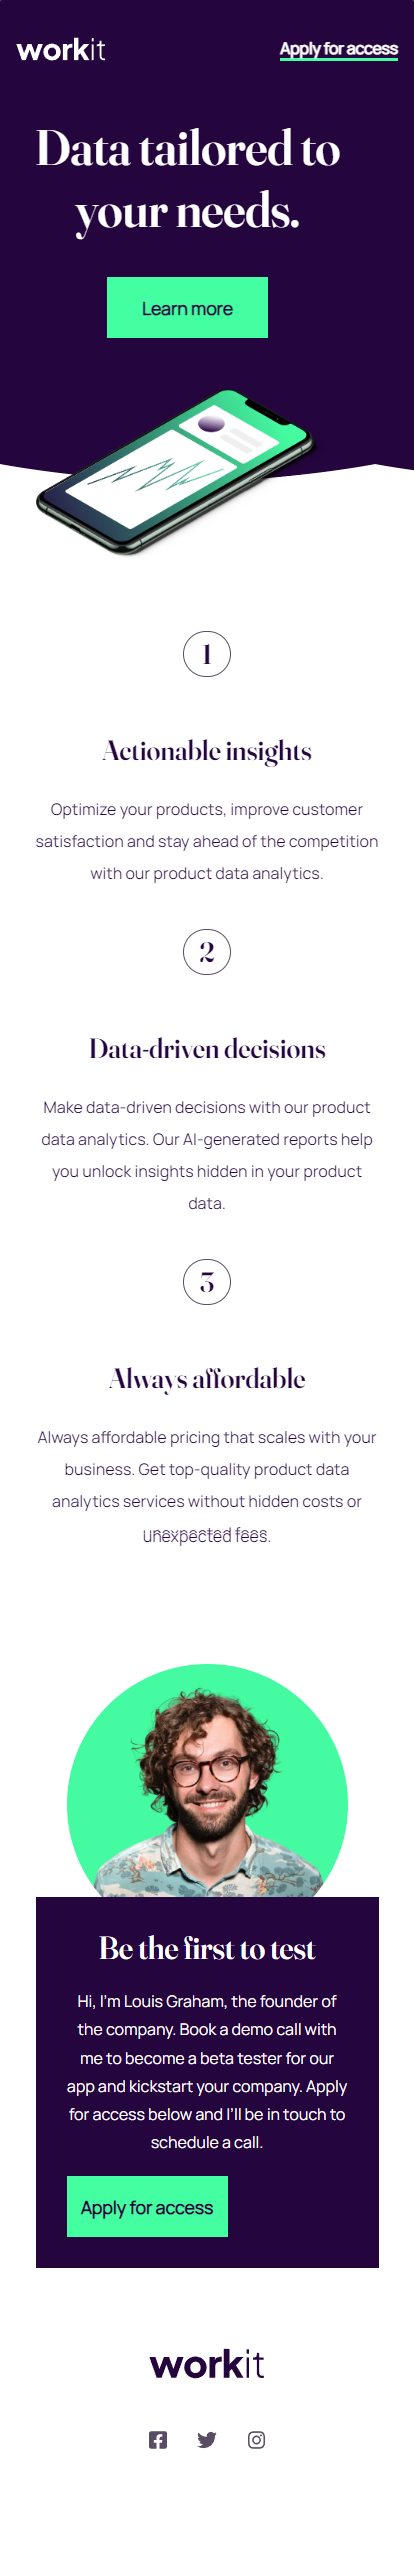 workit
Apply for access
Data tailored to
your needs.
Learn more
1
Actionable insights
Optimize your products, improve customer
satisfaction and stay ahead of the competition
with our product data analytics.
2
Data-driven decisions
Make data-driven decisions with our product
data analytics. Our AI-generated reports help
you unlock insights hidden in your product
data.
3
Always affordable
Always affordable pricing that scales with your
business. Get top-quality product data
analytics services without hidden costs or
unexpected fees.
Be the first to test
Hi, I'm Louis Graham, the founder of
the company. Book a demo call with
me to become a beta tester for our
app and kickstart your company. Apply
for access below and I'll be in touch to
schedule a call.
Apply for access
workit